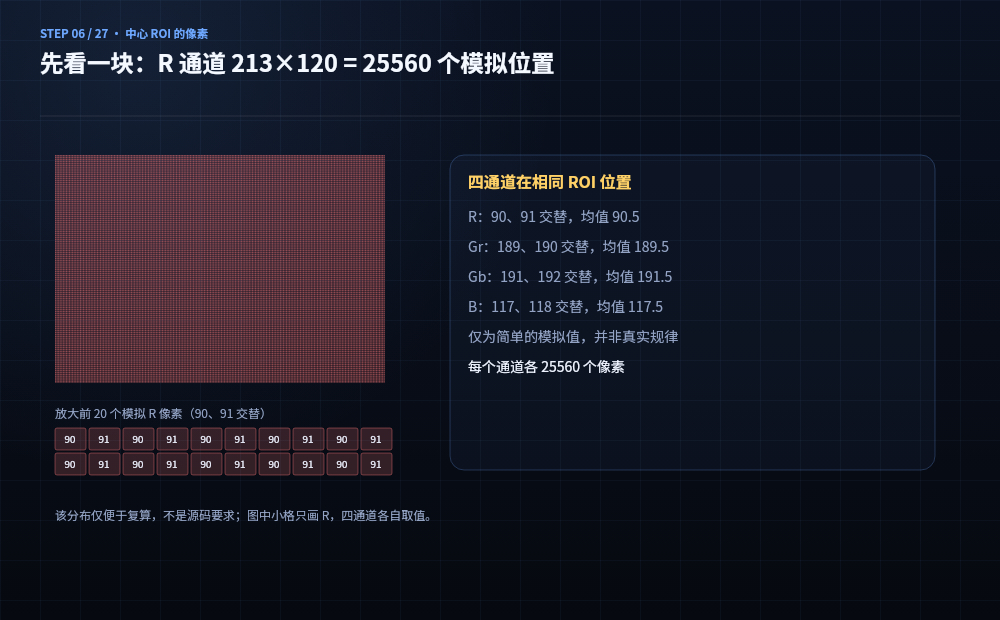 STEP 06 / 27 · 中心 ROI 的像素
先看一块：R 通道 213×120 = 25560 个模拟位置
四通道在相同 ROI 位置
R：90、91 交替，均值 90.5
Gr：189、190 交替，均值 189.5
Gb：191、192 交替，均值 191.5
B：117、118 交替，均值 117.5
仅为简单的模拟值，并非真实规律
每个通道各 25560 个像素
放大前 20 个模拟 R 像素（90、91 交替）
90 91 90 91 90 91 90 91 90 91
90 91 90 91 90 91 90 91 90 91
该分布仅便于复算，不是源码要求；图中小格只画 R，四通道各自取值。